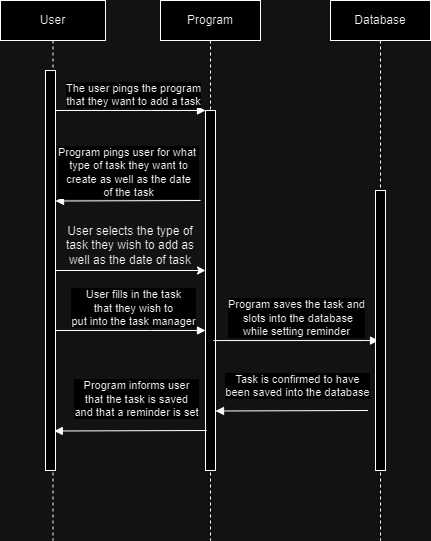 User
Program
Database
The user pings the program
that they want to add a task
Program pings user for what
type of task they want to
create as well as the date
of the task
User selects the type of
task they wish to add as
well as the date of task
User fills in the task
that they wish to
put into the task manager
Program saves the task and
slots into the database
while setting reminder
Task is confirmed to have
been saved into the database
Program informs user
that the task is saved
and that a reminder is set